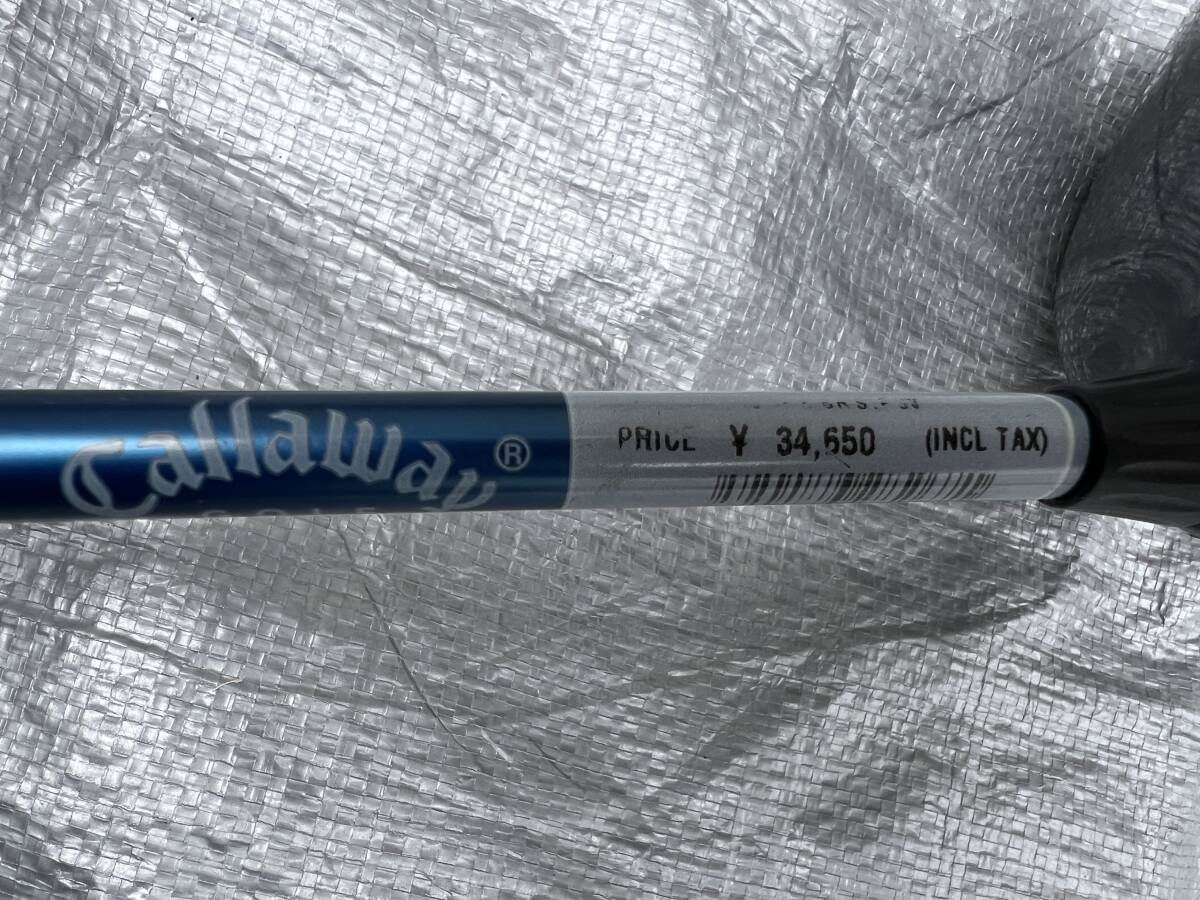 Callaway®
PRICE ¥ 34,650 (INCL TAX)